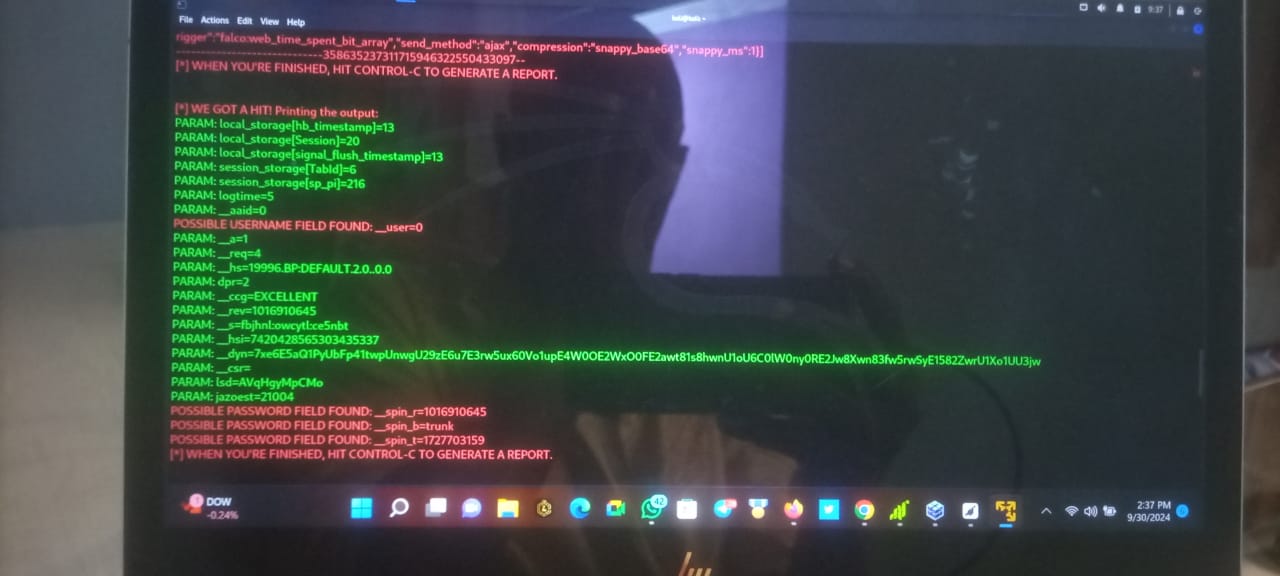 File Actions Edit View Help
9:37
rigger":"falco:web_time_spent_bit_array","send_method":"ajax","compression":"snappy_base64","snappy_ms":1}]
-----------------------------358635237311715946322550433097--
[*] WHEN YOU'RE FINISHED, HIT CONTROL-C TO GENERATE A REPORT.
[*] WE GOT A HIT! Printing the output:
PARAM: local_storage[hb_timestamp]=13
PARAM: local_storage[Session]=20
PARAM: local_storage[signal_flush_timestamp]=13
PARAM: session_storage[TabId]=6
PARAM: session_storage[sp_pi]=216
PARAM: logtime=5
PARAM: __aaid=0
POSSIBLE USERNAME FIELD FOUND: __user=0
PARAM: __a=1
PARAM: __req=4
PARAM: __hs=19996.BP:DEFAULT.2.0..0.0
PARAM: dpr=2
PARAM: __ccg=EXCELLENT
PARAM: __rev=1016910645
PARAM: __s=fbjhnl:owcytl:ce5nbt
PARAM: __hsi=7420428565303435337
PARAM: __dyn=7xe6E5aQ1PyUbFp41twpUnwgU29zE6u7E3rw5ux60Vo1upE4W0OE2WxO0FE2awt81s8hwnU1oU6C0lW0ny0RE2Jw8Xwn83fw5rwSyE1582ZwrU1Xo1UU3jw
PARAM: __csr=
PARAM: lsd=AVqHgyMpCMo
PARAM: jazoest=21004
POSSIBLE PASSWORD FIELD FOUND: __spin_r=1016910645
POSSIBLE PASSWORD FIELD FOUND: __spin_b=trunk
POSSIBLE PASSWORD FIELD FOUND: __spin_t=1727703159
[*] WHEN YOU'RE FINISHED, HIT CONTROL-C TO GENERATE A REPORT.
DOW
-0.24%
42
2:37 PM
9/30/2024
hp